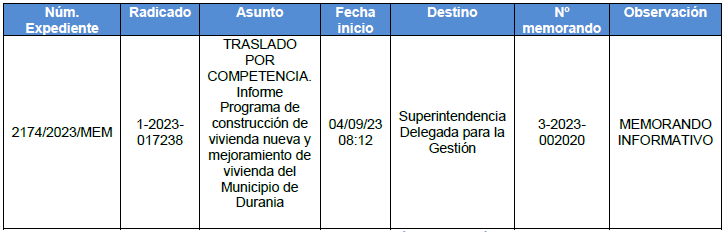 Núm. Expediente | Radicado | Asunto | Fecha inicio | Destino | Nº memorando | Observación
2174/2023/MEM
1-2023-
017238
TRASLADO
POR
COMPETENCIA.
Informe
Programa de
construcción de
vivienda nueva y
mejoramiento de
vivienda del
Municipio de
Durania
04/09/23
08:12
Superintendencia
Delegada para la
Gestión
3-2023-
002020
MEMORANDO
INFORMATIVO